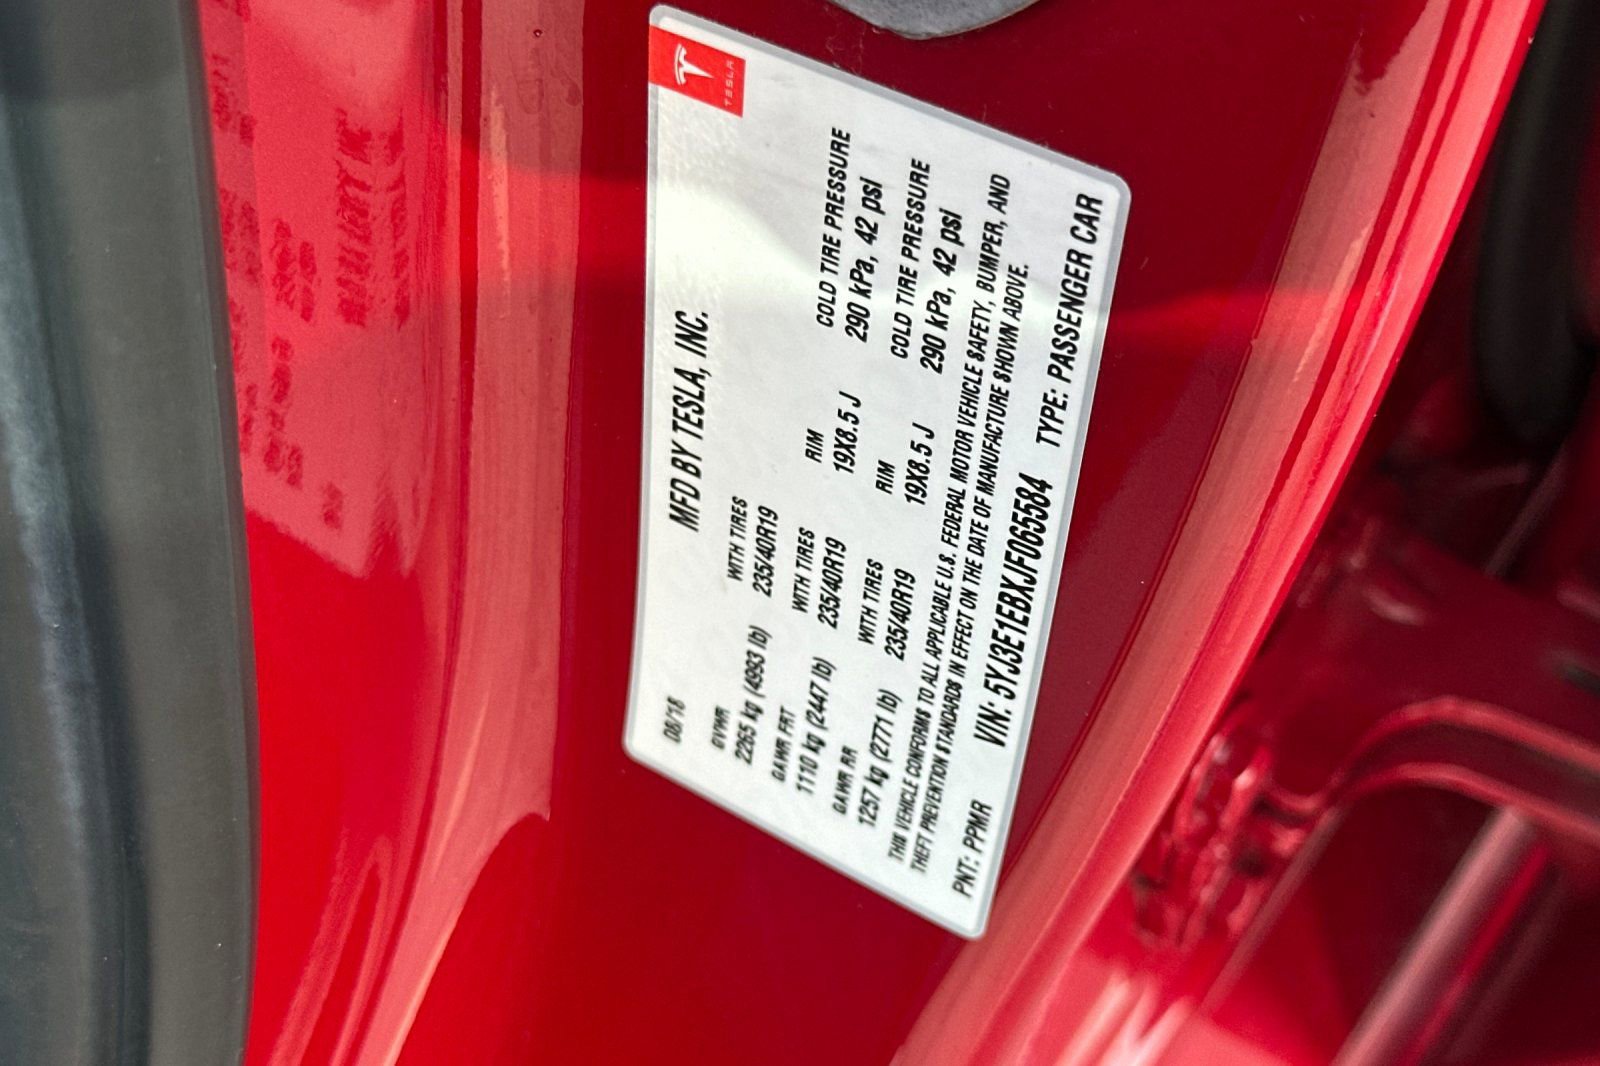 TESLA
MFD BY TESLA, INC.
08/18
GVWR
2265 kg (4993 lb)
WITH TIRES
235/40R19
GAWR FRT
1110 kg (2447 lb)
WITH TIRES
235/40R19
RIM
19X8.5 J
COLD TIRE PRESSURE
290 kPa, 42 psi
GAWR RR
1257 kg (2771 lb)
WITH TIRES
235/40R19
RIM
19X8.5 J
COLD TIRE PRESSURE
290 kPa, 42 psi
THIS VEHICLE CONFORMS TO ALL APPLICABLE U.S. FEDERAL MOTOR VEHICLE SAFETY, BUMPER, AND
THEFT PREVENTION STANDARDS IN EFFECT ON THE DATE OF MANUFACTURE SHOWN ABOVE.
PNT: PPMR VIN: 5YJ3E1EBXJF065584 TYPE: PASSENGER CAR